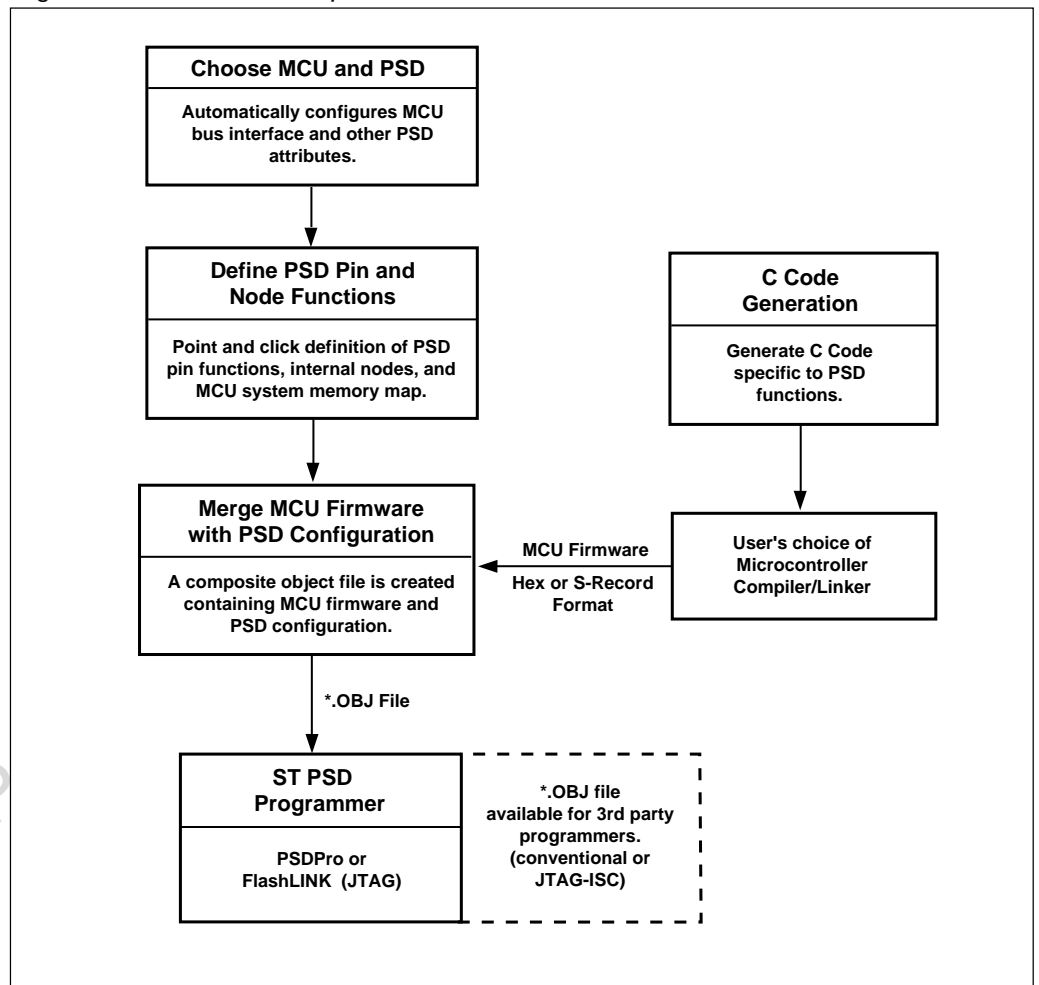 Choose MCU and PSD
Automatically configures MCU
bus interface and other PSD
attributes.
Define PSD Pin and
Node Functions
Point and click definition of PSD
pin functions, internal nodes, and
MCU system memory map.
C Code
Generation
Generate C Code
specific to PSD
functions.
Merge MCU Firmware
with PSD Configuration
A composite object file is created
containing MCU firmware and
PSD configuration.
MCU Firmware
Hex or S-Record
Format
User's choice of
Microcontroller
Compiler/Linker
*.OBJ File
ST PSD
Programmer
PSDPro or
FlashLINK (JTAG)
*.OBJ file
available for 3rd party
programmers.
(conventional or
JTAG-ISC)